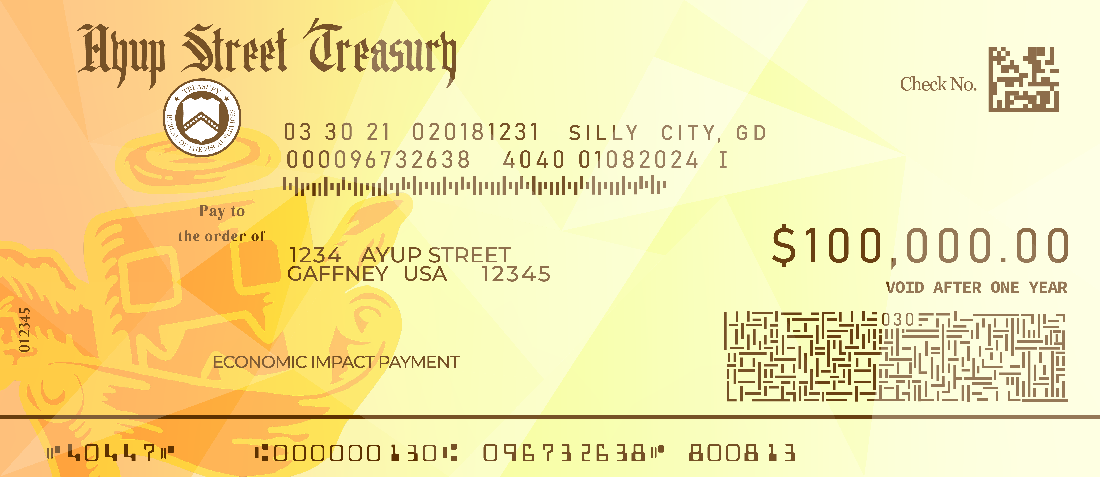 Ayup Street Treasury
TREASURY
Check No.
03 30 21 020181231 SILLY CITY, GD
000096732638 4040 01082024 I
Pay to
the order of
1234 AYUP STREET
GAFFNEY USA 12345
$100,000.00
VOID AFTER ONE YEAR
030
012345
ECONOMIC IMPACT PAYMENT
⑈40447⑈ ⑆000000130⑆ 096732638⑈ 800813